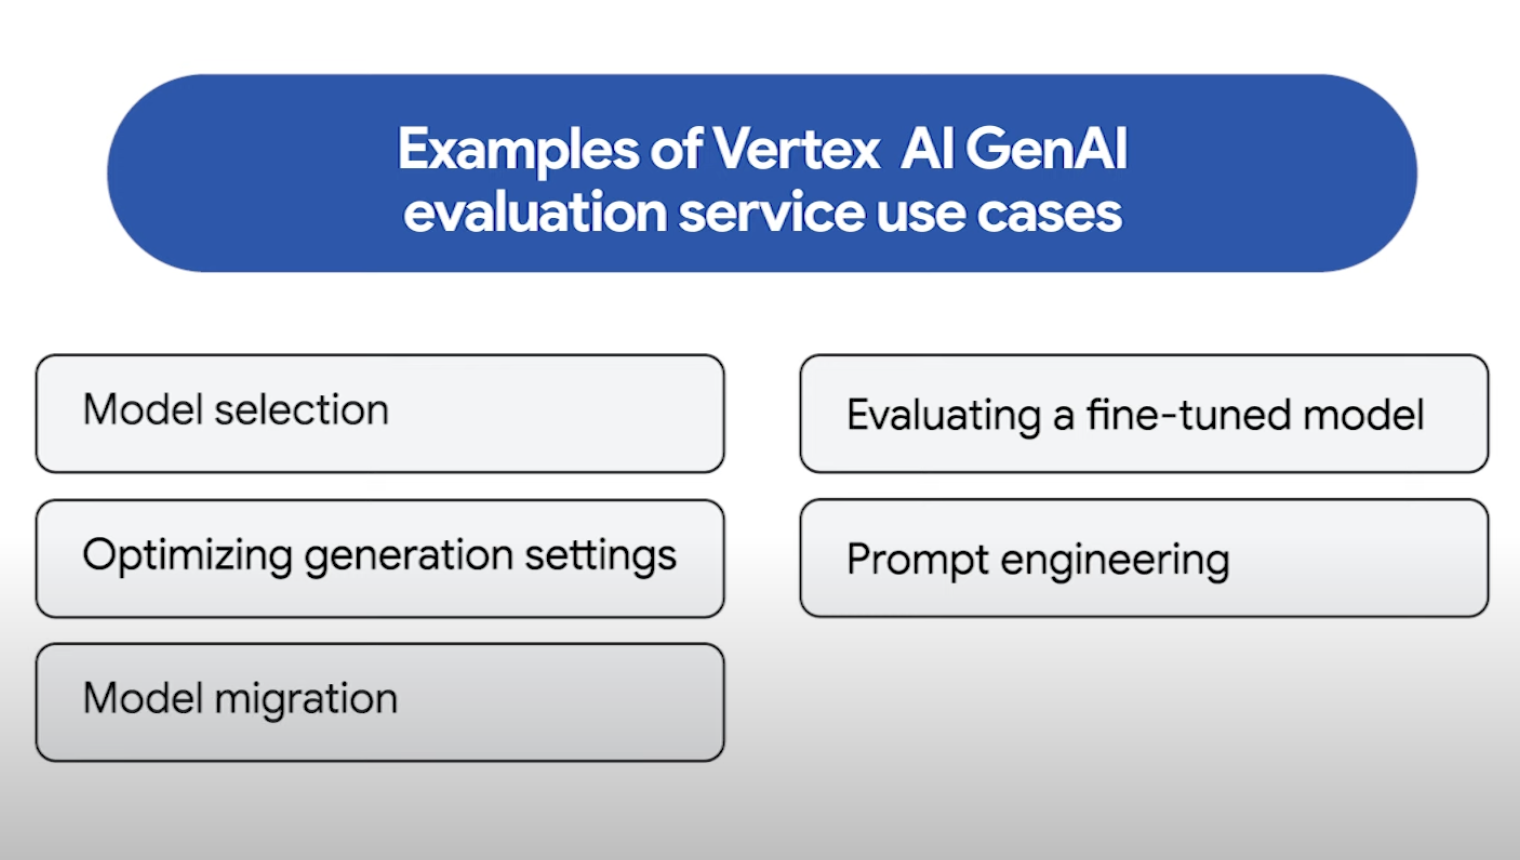 Examples of Vertex AI GenAI
evaluation service use cases
Model selection
Evaluating a fine-tuned model
Optimizing generation settings
Prompt engineering
Model migration